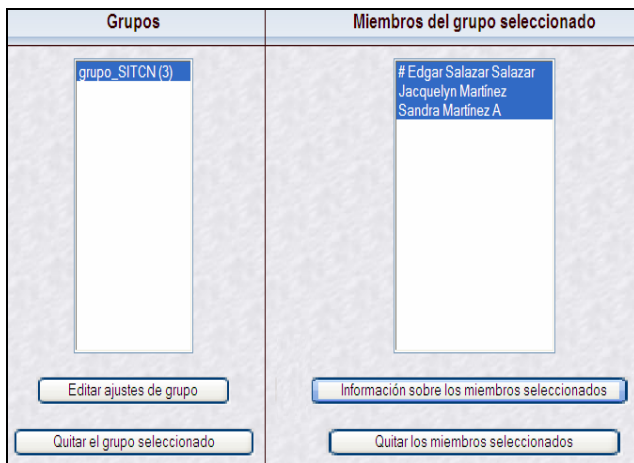 Grupos
Miembros del grupo seleccionado
grupo_SITCN (3)
# Edgar Salazar Salazar
Jacquelyn Martínez
Sandra Martínez A
Editar ajustes de grupo
Información sobre los miembros seleccionados
Quitar el grupo seleccionado
Quitar los miembros seleccionados